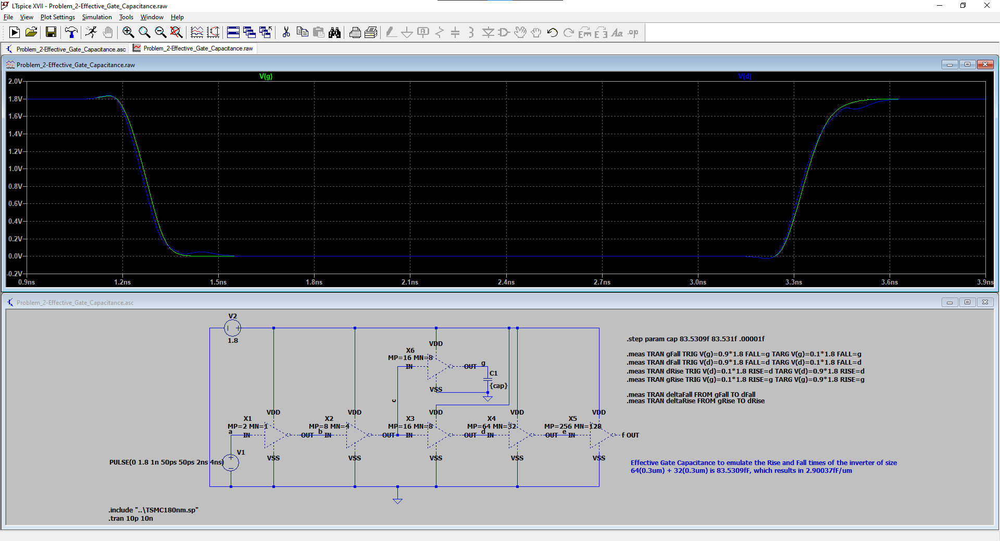 LTspice XVII - Problem_2-Effective_Gate_Capacitance.raw
File View Plot Settings Simulation Tools Window Help
Problem_2-Effective_Gate_Capacitance.asc Problem_2-Effective_Gate_Capacitance.raw
Problem_2-Effective_Gate_Capacitance.raw
V(g) V(d)
2.0V
1.8V
1.6V
1.4V
1.2V
1.0V
0.8V
0.6V
0.4V
0.2V
0.0V
-0.2V
0.9ns 1.2ns 1.5ns 1.8ns 2.1ns 2.4ns 2.7ns 3.0ns 3.3ns 3.6ns 3.9ns
Problem_2-Effective_Gate_Capacitance.asc
V2
1.8
.step param cap 83.5309f 83.531f .00001f
VDD
X6
MP=16 MN=8
IN OUT g
C1
{cap}
VSS
.meas TRAN gFall TRIG V(g)=0.9*1.8 FALL=g TARG V(g)=0.1*1.8 FALL=g
.meas TRAN dFall TRIG V(d)=0.9*1.8 FALL=d TARG V(d)=0.1*1.8 FALL=d
.meas TRAN dRise TRIG V(d)=0.1*1.8 RISE=d TARG V(d)=0.9*1.8 RISE=d
.meas TRAN gRise TRIG V(g)=0.1*1.8 RISE=g TARG V(g)=0.9*1.8 RISE=g
.meas TRAN deltaFall FROM gFall TO dFall
.meas TRAN deltaRise FROM gRise TO dRise
c
VDD VDD VDD VDD VDD
X1 X2 X3 X4 X5
MP=2 MN=1 MP=8 MN=4 MP=16 MN=8 MP=64 MN=32 MP=256 MN=128
a IN OUT b IN OUT IN OUT d IN OUT e IN f OUT
V1
VSS VSS VSS VSS VSS
PULSE(0 1.8 1n 50ps 50ps 2ns 4ns)
Effective Gate Capacitance to emulate the Rise and Fall times of the inverter of size
64(0.3um) + 32(0.3um) is 83.5309fF, which results in 2.90037fF/um
.include "..\TSMC180nm.sp"
.tran 10p 10n